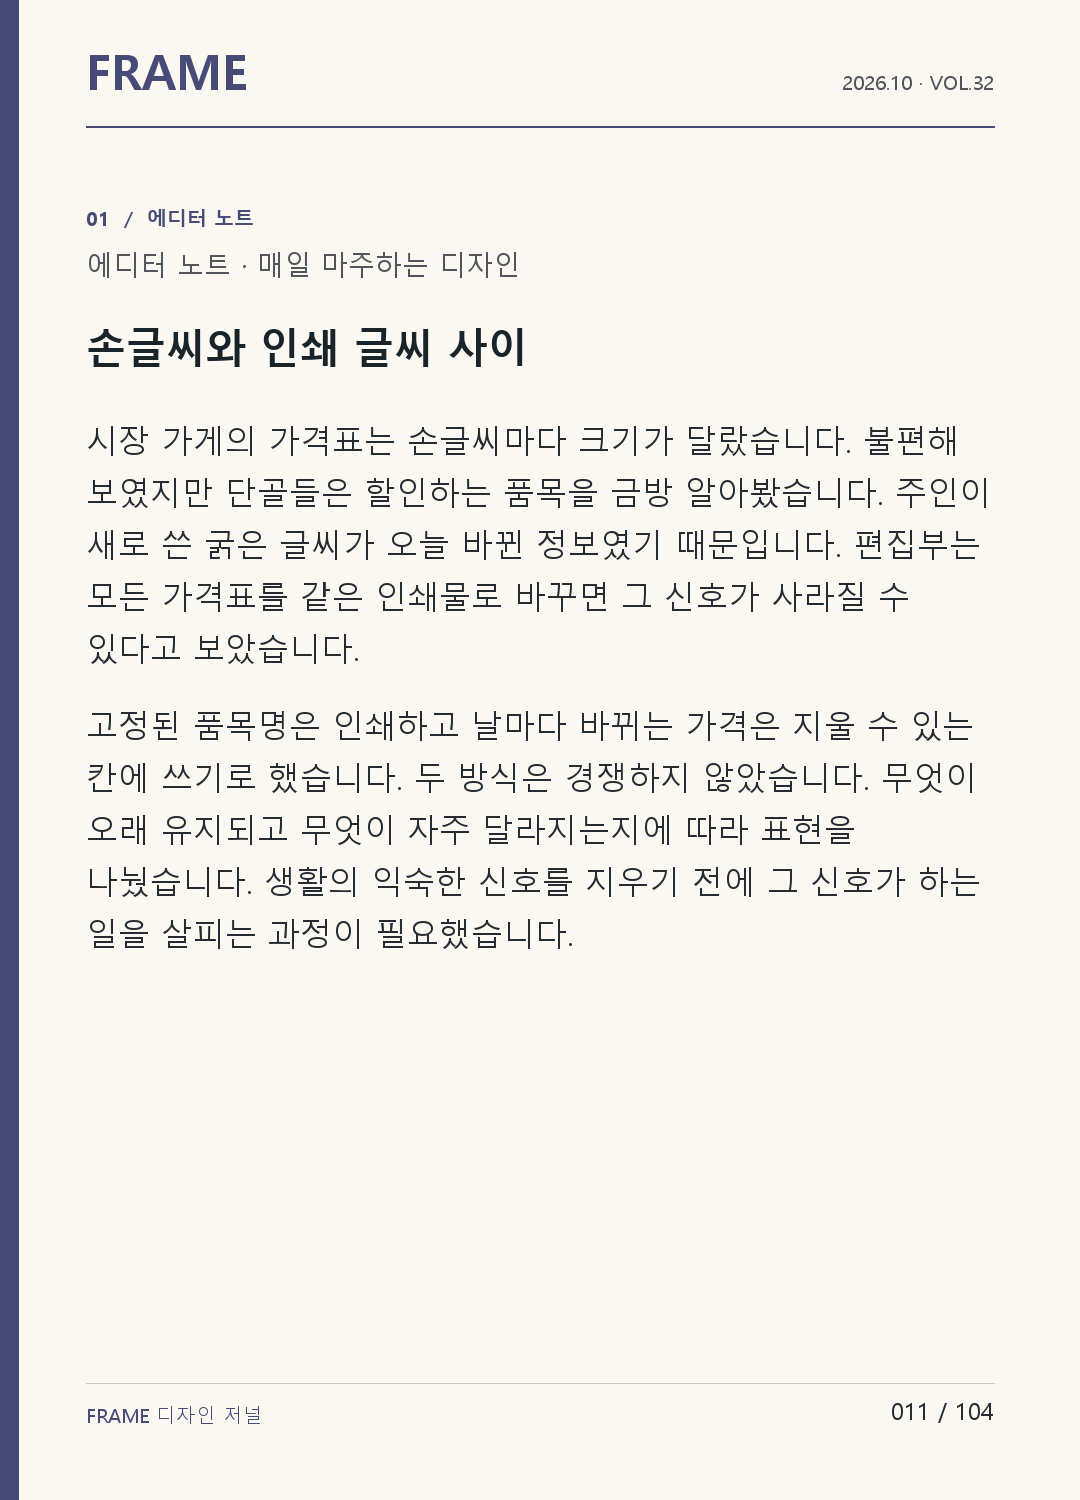 FRAME
2026.10 · VOL.32
01 / 에디터 노트
에디터 노트 · 매일 마주하는 디자인
손글씨와 인쇄 글씨 사이
시장 가게의 가격표는 손글씨마다 크기가 달랐습니다. 불편해
보였지만 단골들은 할인하는 품목을 금방 알아봤습니다. 주인이
새로 쓴 굵은 글씨가 오늘 바뀐 정보였기 때문입니다. 편집부는
모든 가격표를 같은 인쇄물로 바꾸면 그 신호가 사라질 수
있다고 보았습니다.
고정된 품목명은 인쇄하고 날마다 바뀌는 가격은 지울 수 있는
칸에 쓰기로 했습니다. 두 방식은 경쟁하지 않았습니다. 무엇이
오래 유지되고 무엇이 자주 달라지는지에 따라 표현을
나눴습니다. 생활의 익숙한 신호를 지우기 전에 그 신호가 하는
일을 살피는 과정이 필요했습니다.
FRAME 디자인 저널
011 / 104